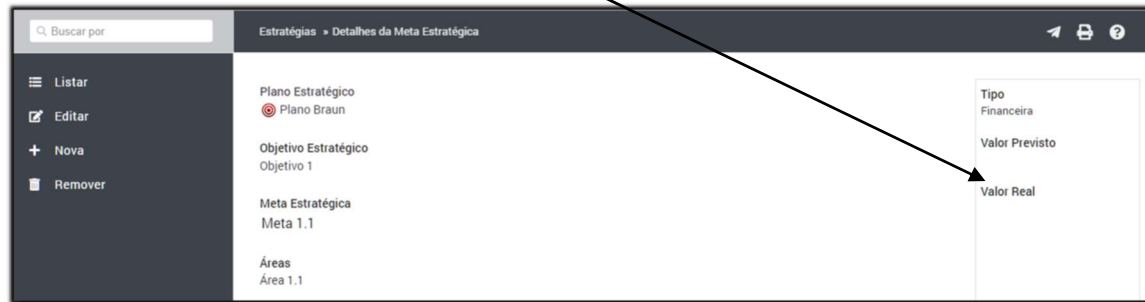 Buscar por
Estratégias » Detalhes da Meta Estratégica
Listar
Editar
Nova
Remover
Plano Estratégico
Plano Braun
Objetivo Estratégico
Objetivo 1
Meta Estratégica
Meta 1.1
Áreas
Área 1.1
Tipo
Financeira
Valor Previsto
Valor Real